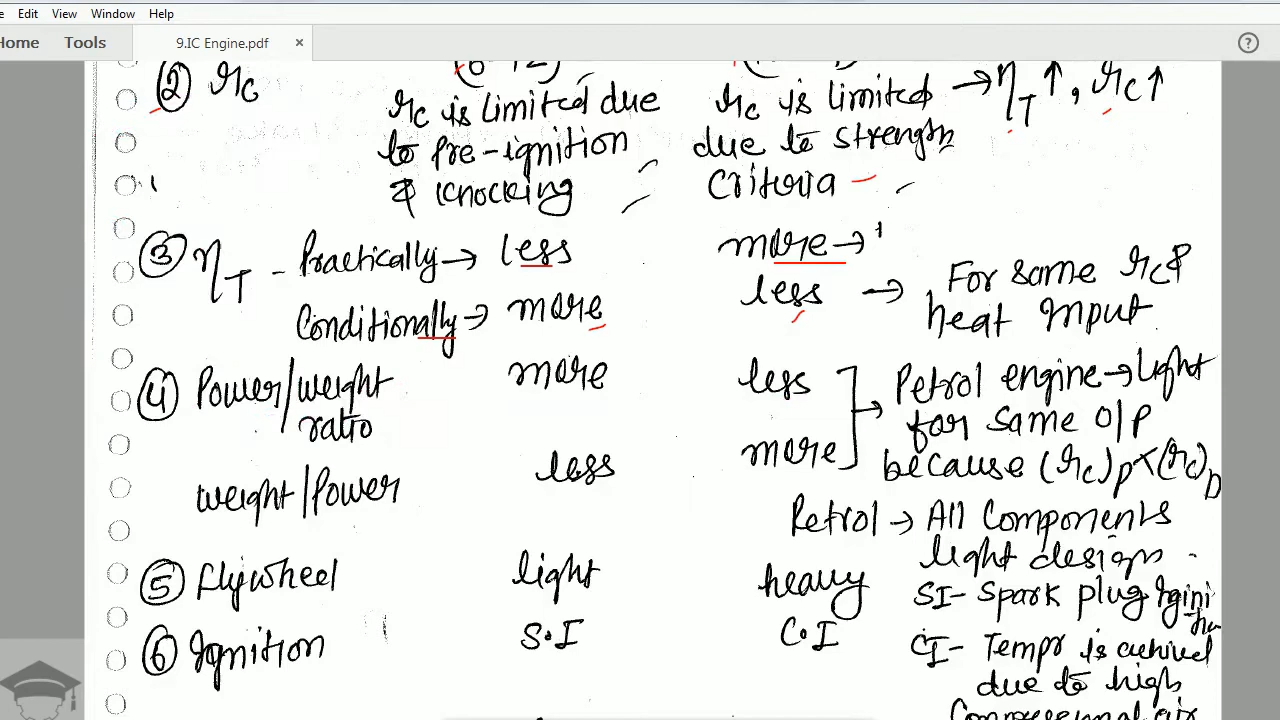 Edit View Window Help
Home Tools 9.IC Engine.pdf × ?
② rc
rc is limited due rc is limited → ηT ↑, rc ↑
to Pre-ignition due to strength
& knocking Criteria
③ ηT - Practically → less more →
Conditionally → more less → For same rc &
heat Input
④ Power/weight more less Petrol engine → light
ratio for same O/P
weight/Power less more because (rc)p < (rc)D
Petrol → All Components
light design
⑤ Flywheel light heavy SI - Spark plug
⑥ Ignition S.I C.I CI - Tempr is
due to high
air